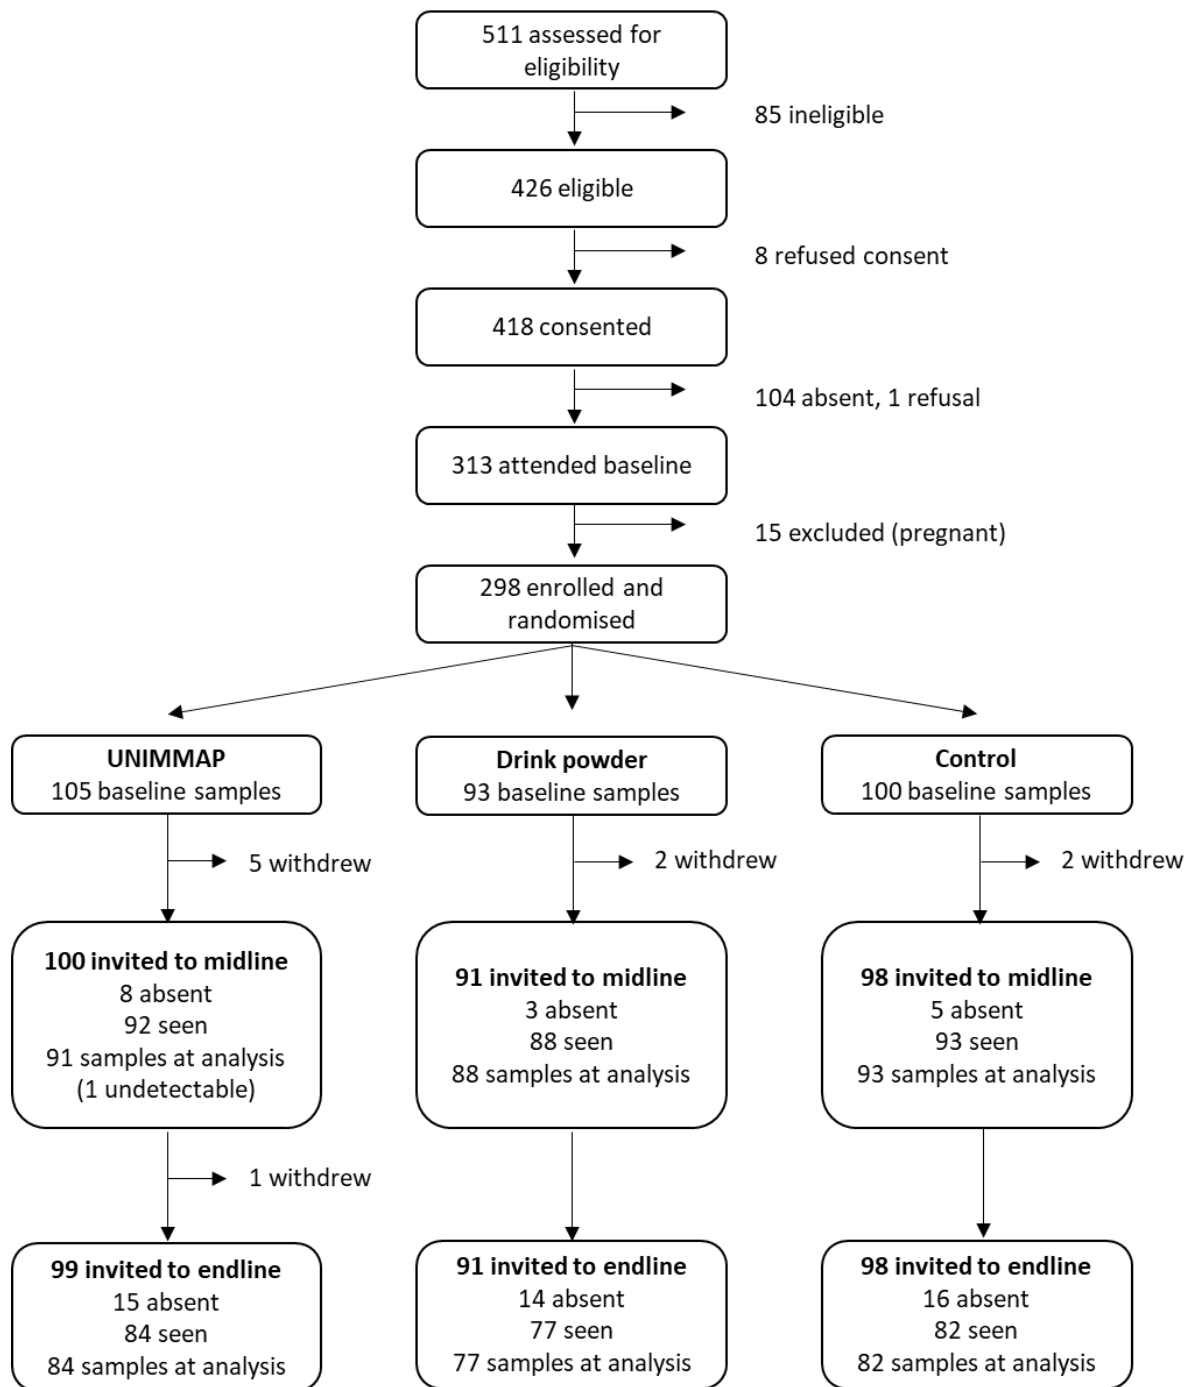 511 assessed for
eligibility
85 ineligible
426 eligible
8 refused consent
418 consented
104 absent, 1 refusal
313 attended baseline
15 excluded (pregnant)
298 enrolled and
randomised
UNIMMAP
105 baseline samples
Drink powder
93 baseline samples
Control
100 baseline samples
5 withdrew
2 withdrew
2 withdrew
100 invited to midline
8 absent
92 seen
91 samples at analysis
(1 undetectable)
91 invited to midline
3 absent
88 seen
88 samples at analysis
98 invited to midline
5 absent
93 seen
93 samples at analysis
1 withdrew
99 invited to endline
15 absent
84 seen
84 samples at analysis
91 invited to endline
14 absent
77 seen
77 samples at analysis
98 invited to endline
16 absent
82 seen
82 samples at analysis